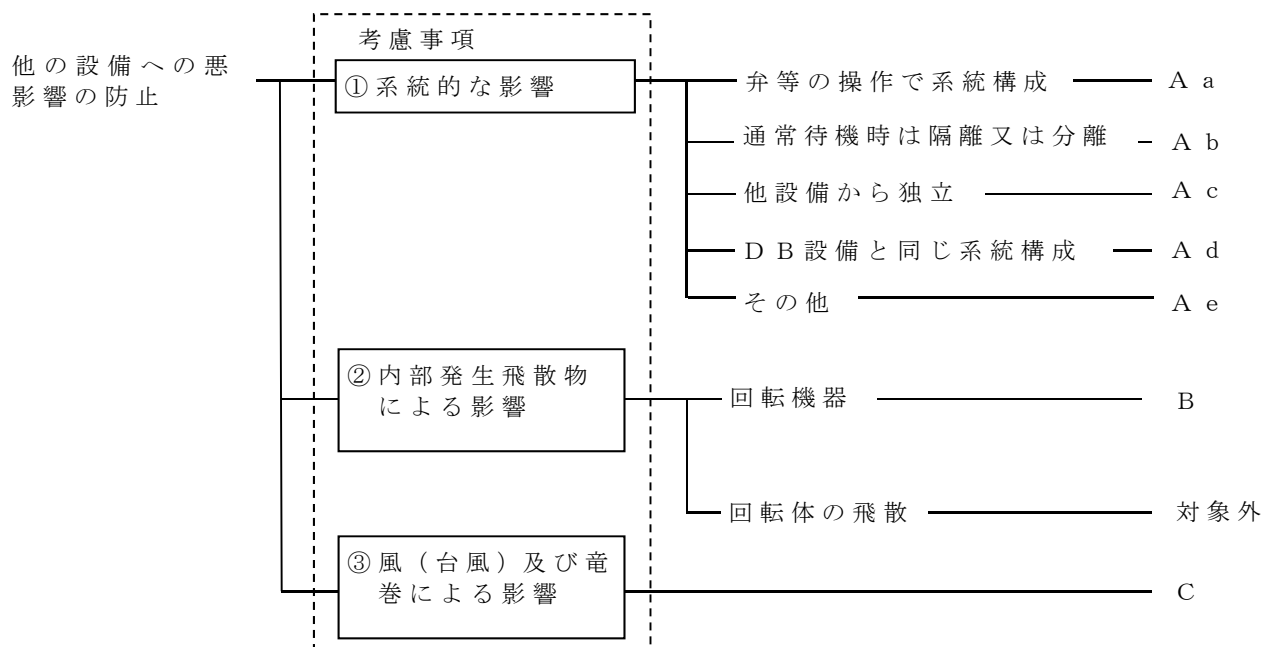 考慮事項
他の設備への悪
影響の防止
①系統的な影響
弁等の操作で系統構成
Ａａ
通常待機時は隔離又は分離
Ａｂ
他設備から独立
Ａｃ
ＤＢ設備と同じ系統構成
Ａｄ
その他
Ａｅ
②内部発生飛散物
による影響
回転機器
Ｂ
回転体の飛散
対象外
③風（台風）及び竜
巻による影響
Ｃ